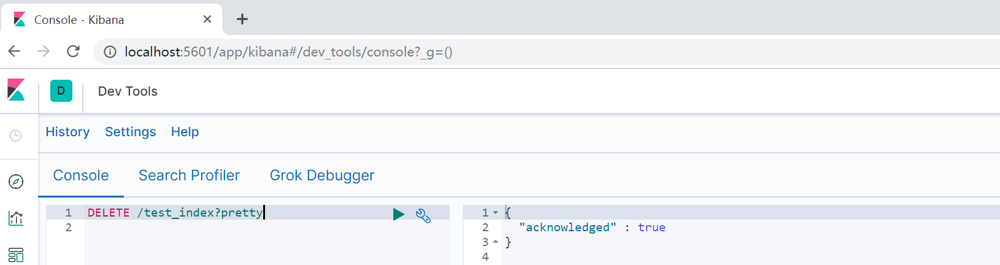 Console - Kibana
localhost:5601/app/kibana#/dev_tools/console?_g=()
D Dev Tools
History Settings Help
Console Search Profiler Grok Debugger
1 DELETE /test_index?pretty
2
1 {
2 "acknowledged" : true
3 }
4